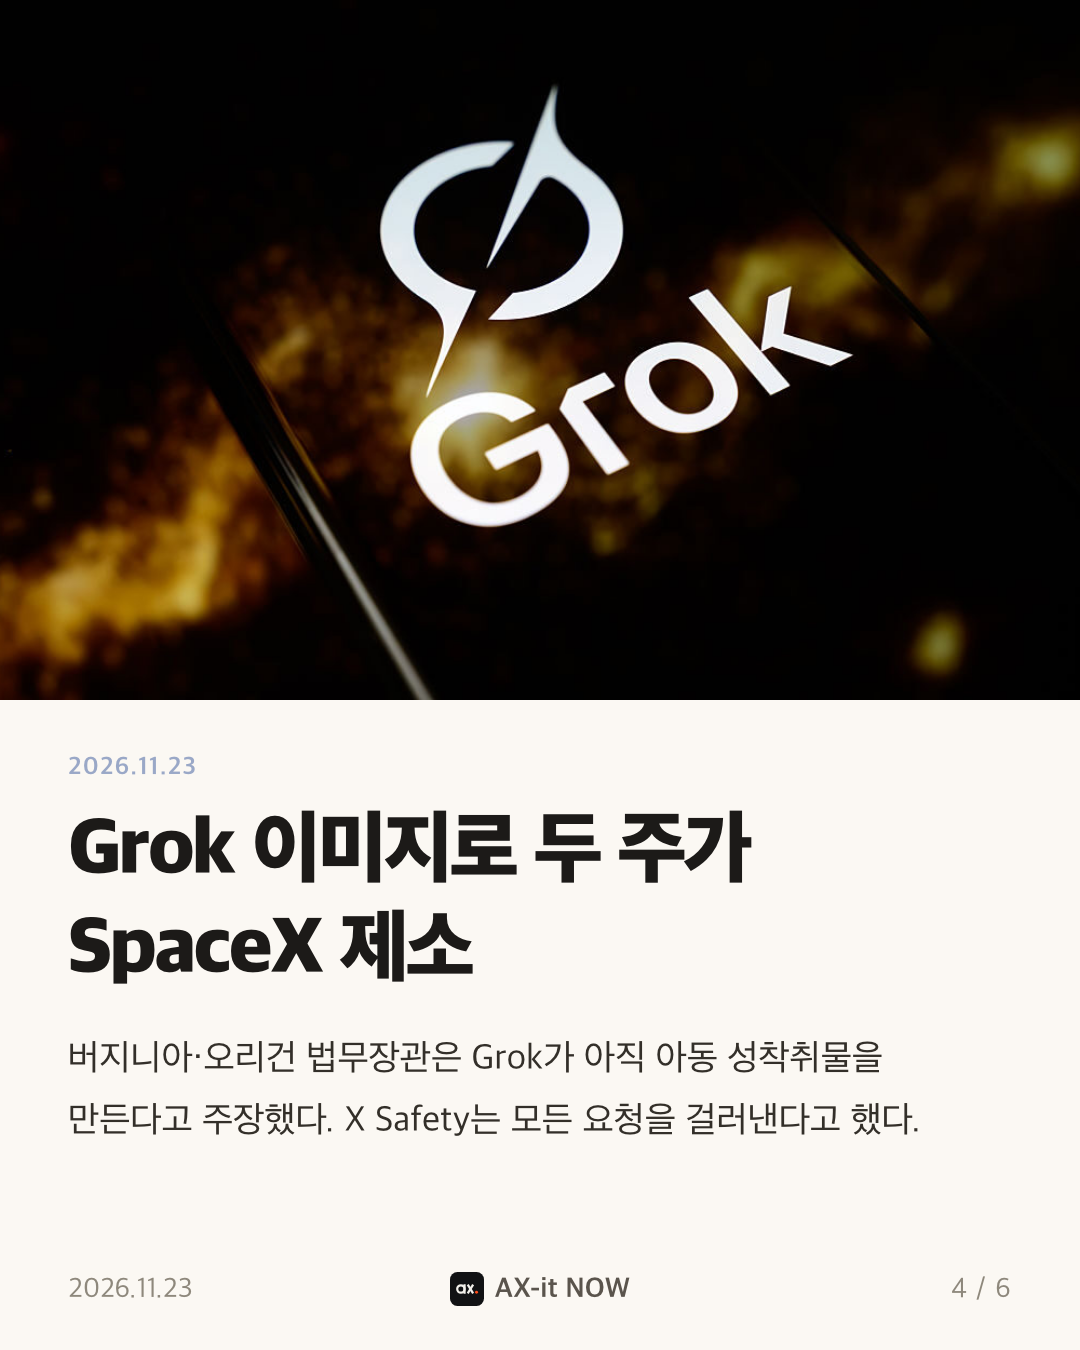 Grok
2026.11.23
Grok 이미지로 두 주가
SpaceX 제소
버지니아·오리건 법무장관은 Grok가 아직 아동 성착취물을
만든다고 주장했다. X Safety는 모든 요청을 걸러낸다고 했다.
2026.11.23
ax. AX-it NOW
4 / 6